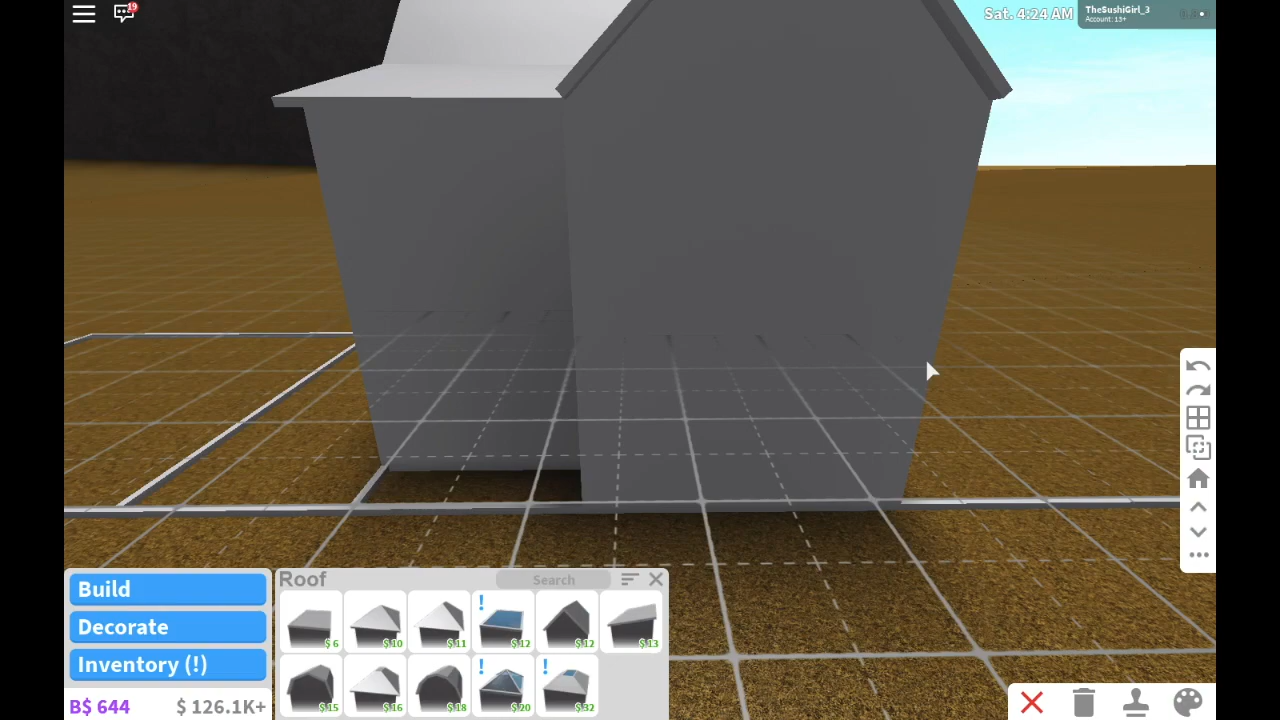 19
Sat. 4:24 AM
TheSushiGirl_3
Account: 13+
Build
Decorate
Inventory (!)
B$ 644
$ 126.1K+
Roof
Search
$6
$10
$11
!
$12
$12
$13
$15
$16
$18
!
$20
!
$32